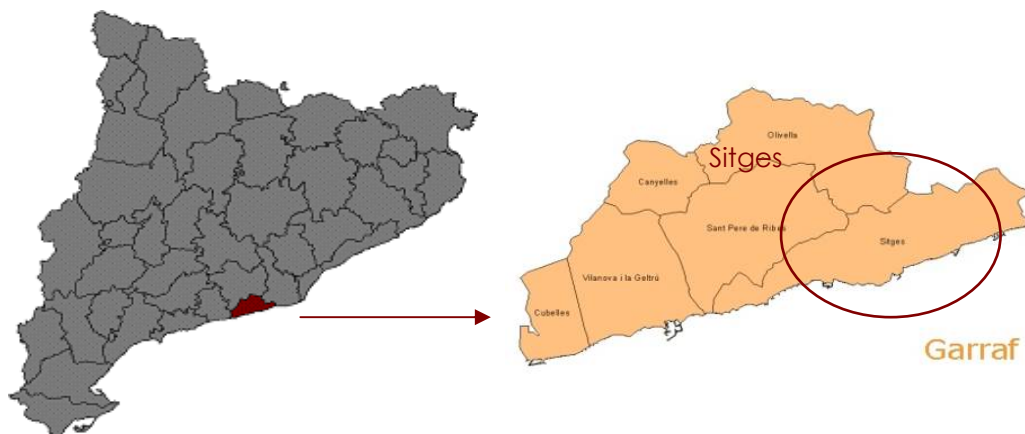 Olivella
Sitges
Canyelles
Sant Pere de Ribes
Sitges
Vilanova i la Geltrú
Cubelles
Garraf